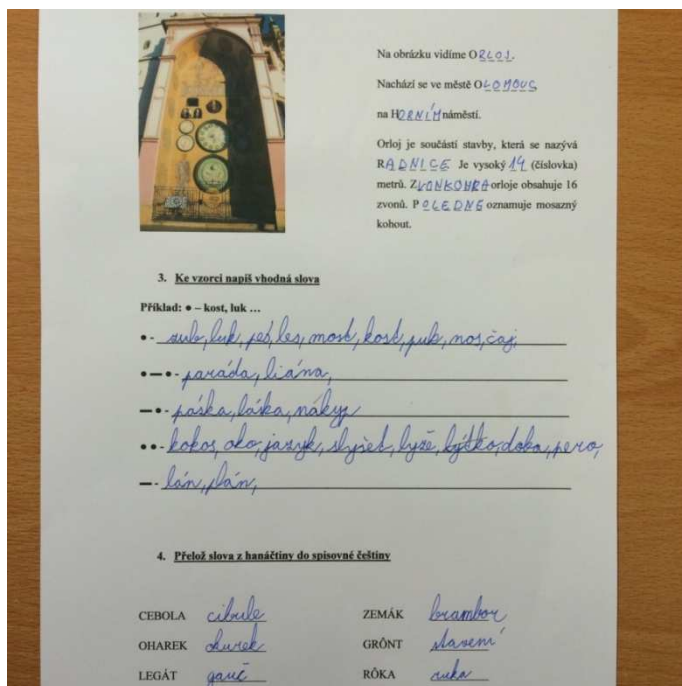 Na obrázku vidíme ORLOJ.
Nachází se ve městě OLOMOUC
na HORNÍM náměstí.
Orloj je součástí stavby, která se nazývá
RADNICE Je vysoký 14 (číslovka)
metrů. ZVONKOHRA orloje obsahuje 16
zvonů. POLEDNE oznamuje mosazný
kohout.
3. Ke vzorci napiš vhodná slova
Příklad: • – kost, luk ...
• - dub, luk, pes, les, most, kost, puk, nos, čaj,
• — • - paráda, liána,
— • - páska, láska, nákyp
• • - kokos, oko, jazyk, slyšet, lyže, lýtko, doba, pero,
— - lán, plán,
4. Přelož slova z hanáčtiny do spisovné češtiny
CEBOLA cibule ZEMÁK brambor
OHAREK okurek GRÔNT stavení
LEGÁT gauč RÔKA ruka